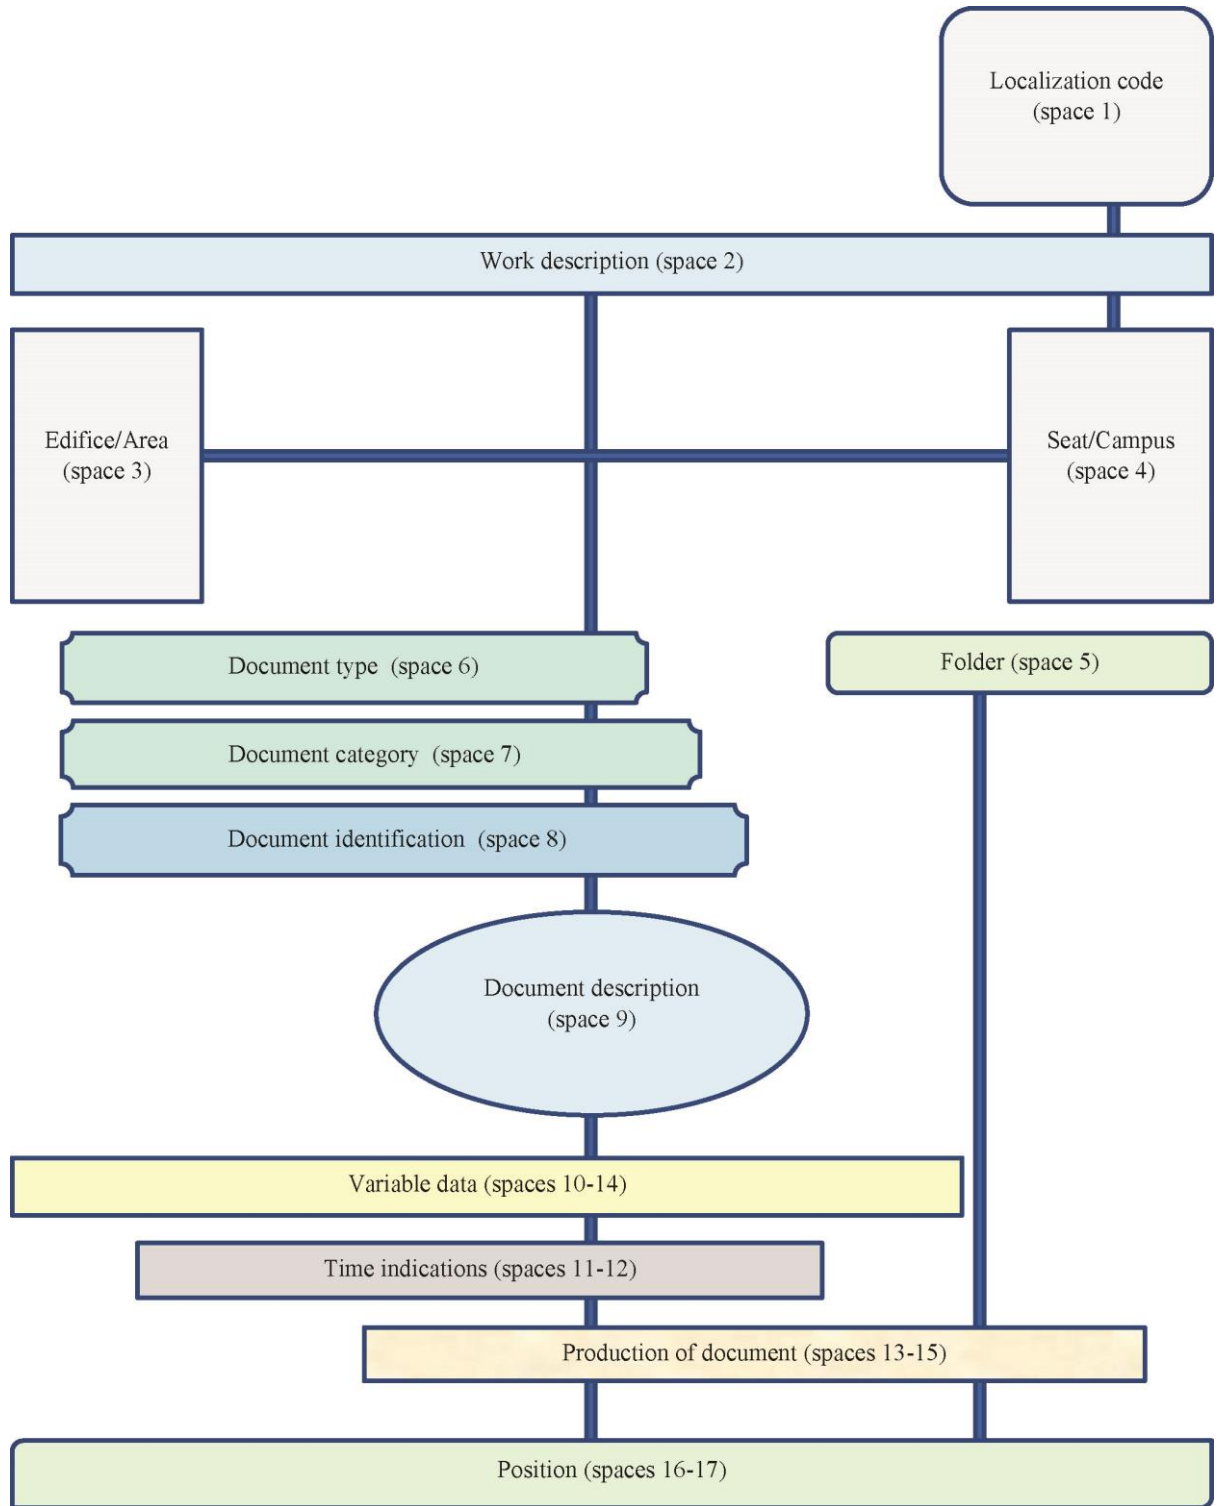 Localization code
(space 1)
Work description (space 2)
Edifice/Area
(space 3)
Seat/Campus
(space 4)
Document type (space 6)
Folder (space 5)
Document category (space 7)
Document identification (space 8)
Document description
(space 9)
Variable data (spaces 10-14)
Time indications (spaces 11-12)
Production of document (spaces 13-15)
Position (spaces 16-17)